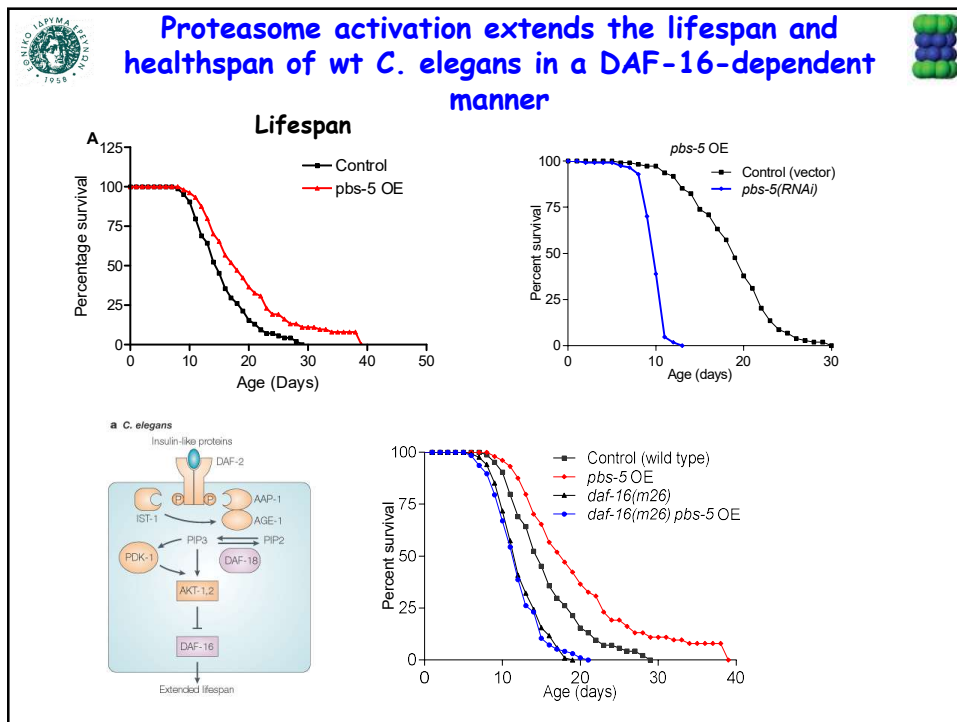 ΕΘΝΙΚΟ ΙΔΡΥΜΑ ΕΡΕΥΝΩΝ
1958
Proteasome activation extends the lifespan and
healthspan of wt C. elegans in a DAF-16-dependent
manner
Lifespan
A
Percentage survival
125
100
75
50
25
0
0 10 20 30 40 50
Age (Days)
Control
pbs-5 OE
pbs-5 OE
Percent survival
100
75
50
25
0
0 10 20 30
Age (days)
Control (vector)
pbs-5(RNAi)
a C. elegans
Insulin-like proteins
DAF-2
P P
IST-1
AAP-1
AGE-1
PIP3 PIP2
PDK-1
DAF-18
AKT-1,2
DAF-16
Extended lifespan
Percent survival
100
75
50
25
0
0 10 20 30 40
Age (days)
Control (wild type)
pbs-5 OE
daf-16(m26)
daf-16(m26) pbs-5 OE